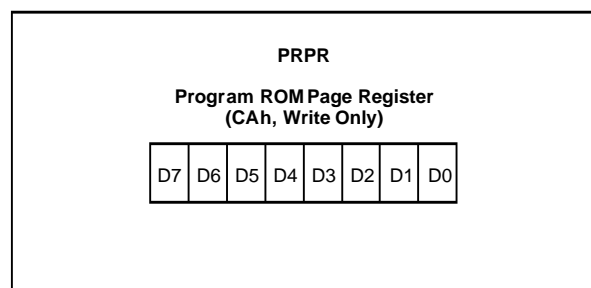 PRPR
Program ROM Page Register
(CAh, Write Only)
D7 D6 D5 D4 D3 D2 D1 D0